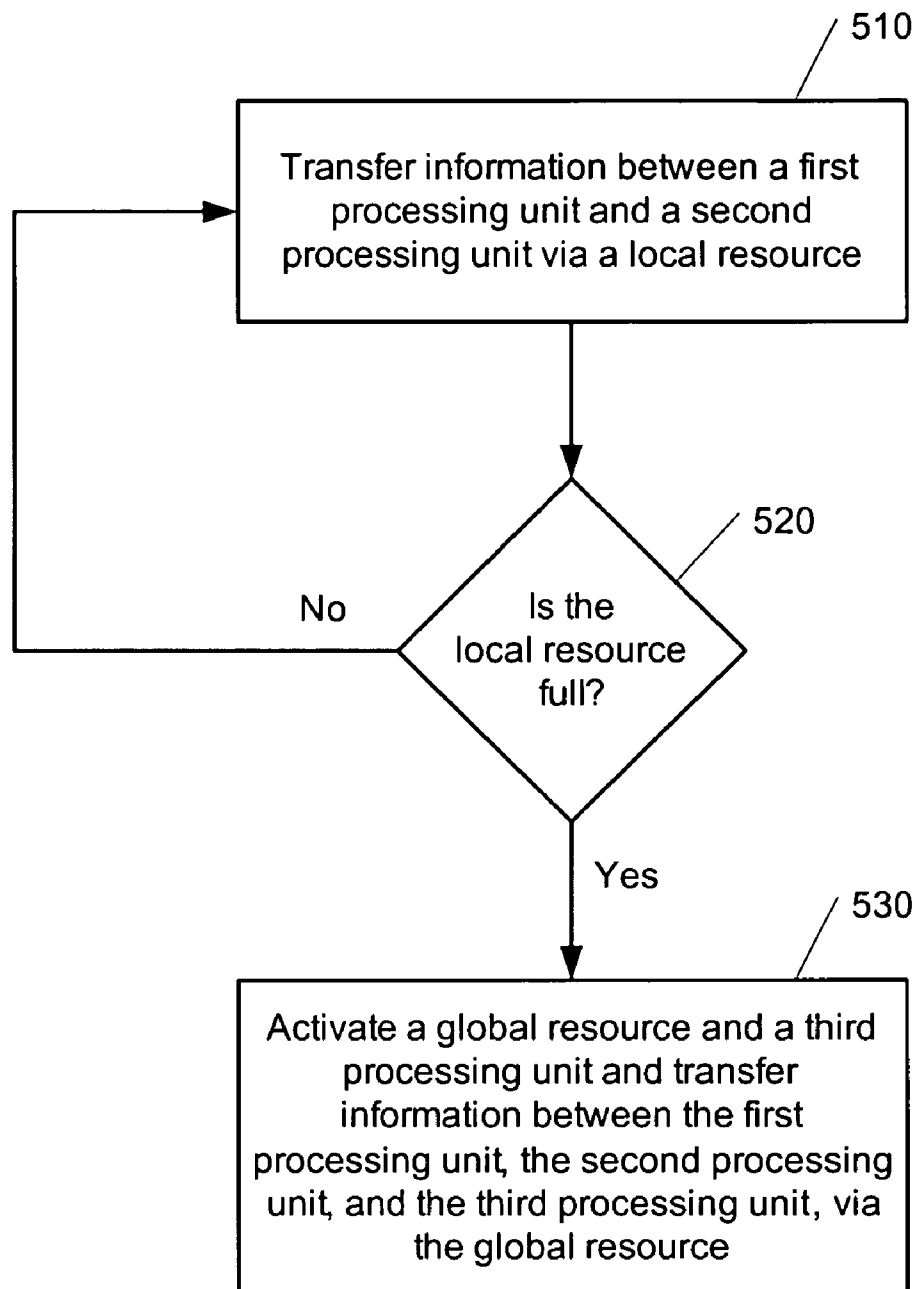 510
Transfer information between a first
processing unit and a second
processing unit via a local resource
520
No
Is the
local resource
full?
Yes
530
Activate a global resource and a third
processing unit and transfer
information between the first
processing unit, the second processing
unit, and the third processing unit, via
the global resource